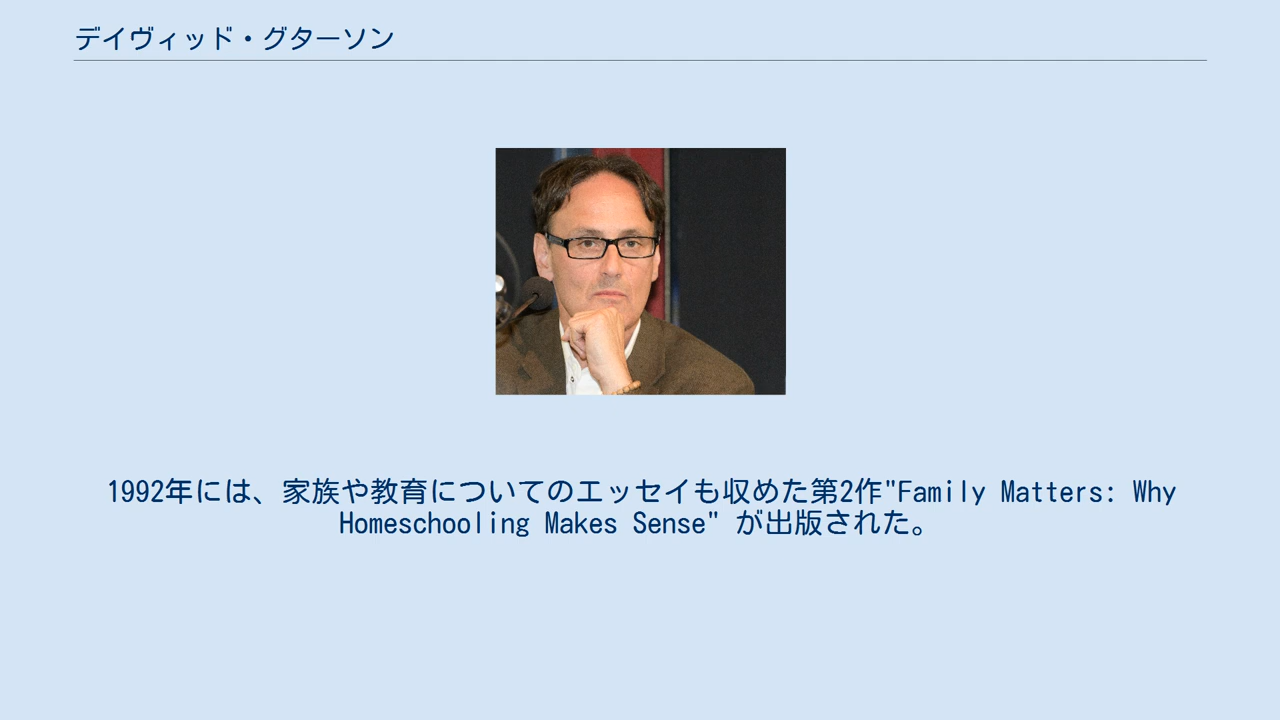 デイヴィッド・グターソン
1992年には、家族や教育についてのエッセイも収めた第2作"Family Matters: Why
Homeschooling Makes Sense" が出版された。